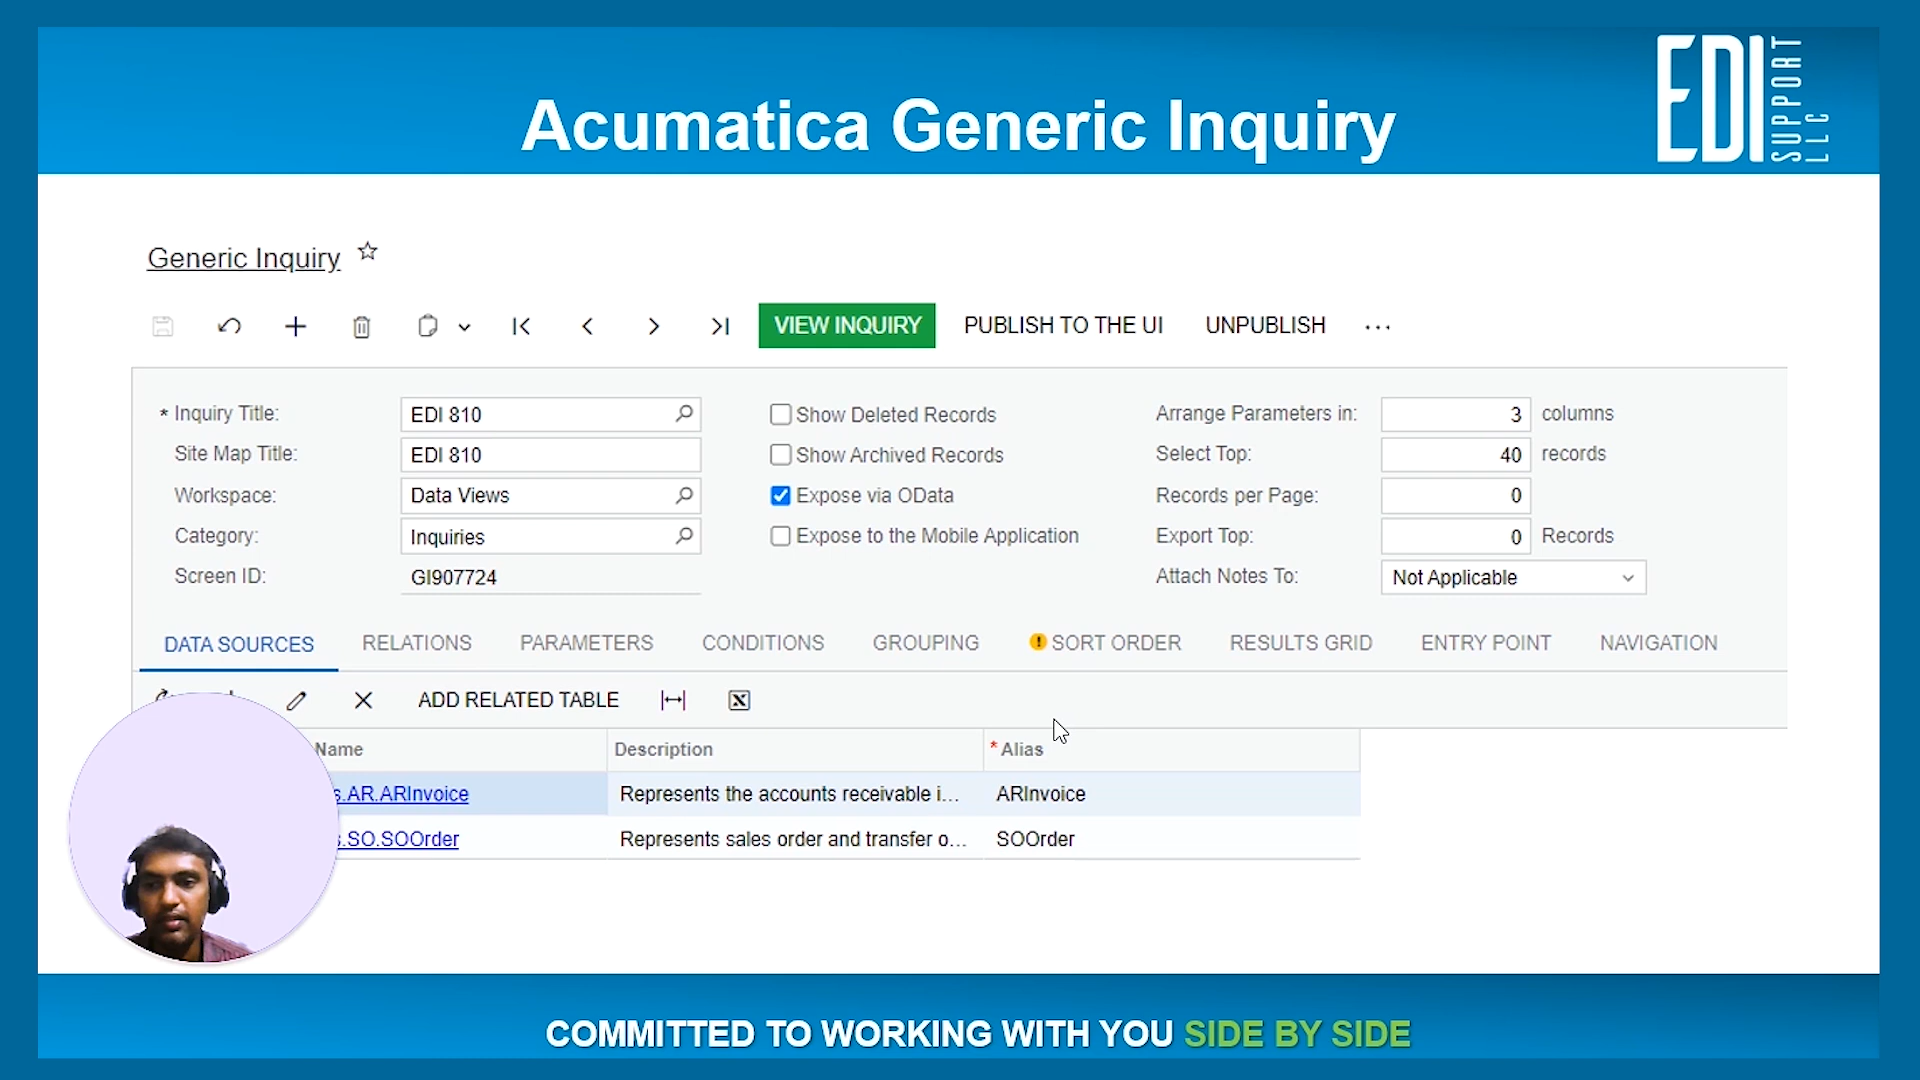 EDI
SUPPORT
LLC
Acumatica Generic Inquiry
Generic Inquiry
VIEW INQUIRY PUBLISH TO THE UI UNPUBLISH ...
* Inquiry Title: EDI 810 Show Deleted Records Arrange Parameters in: 3 columns
Site Map Title: EDI 810 Show Archived Records Select Top: 40 records
Workspace: Data Views Expose via OData Records per Page: 0
Category: Inquiries Expose to the Mobile Application Export Top: 0 Records
Screen ID: GI907724 Attach Notes To: Not Applicable
DATA SOURCES RELATIONS PARAMETERS CONDITIONS GROUPING SORT ORDER RESULTS GRID ENTRY POINT NAVIGATION
ADD RELATED TABLE
Name Description * Alias
s.AR.ARInvoice Represents the accounts receivable i... ARInvoice
s.SO.SOOrder Represents sales order and transfer o... SOOrder
COMMITTED TO WORKING WITH YOU SIDE BY SIDE